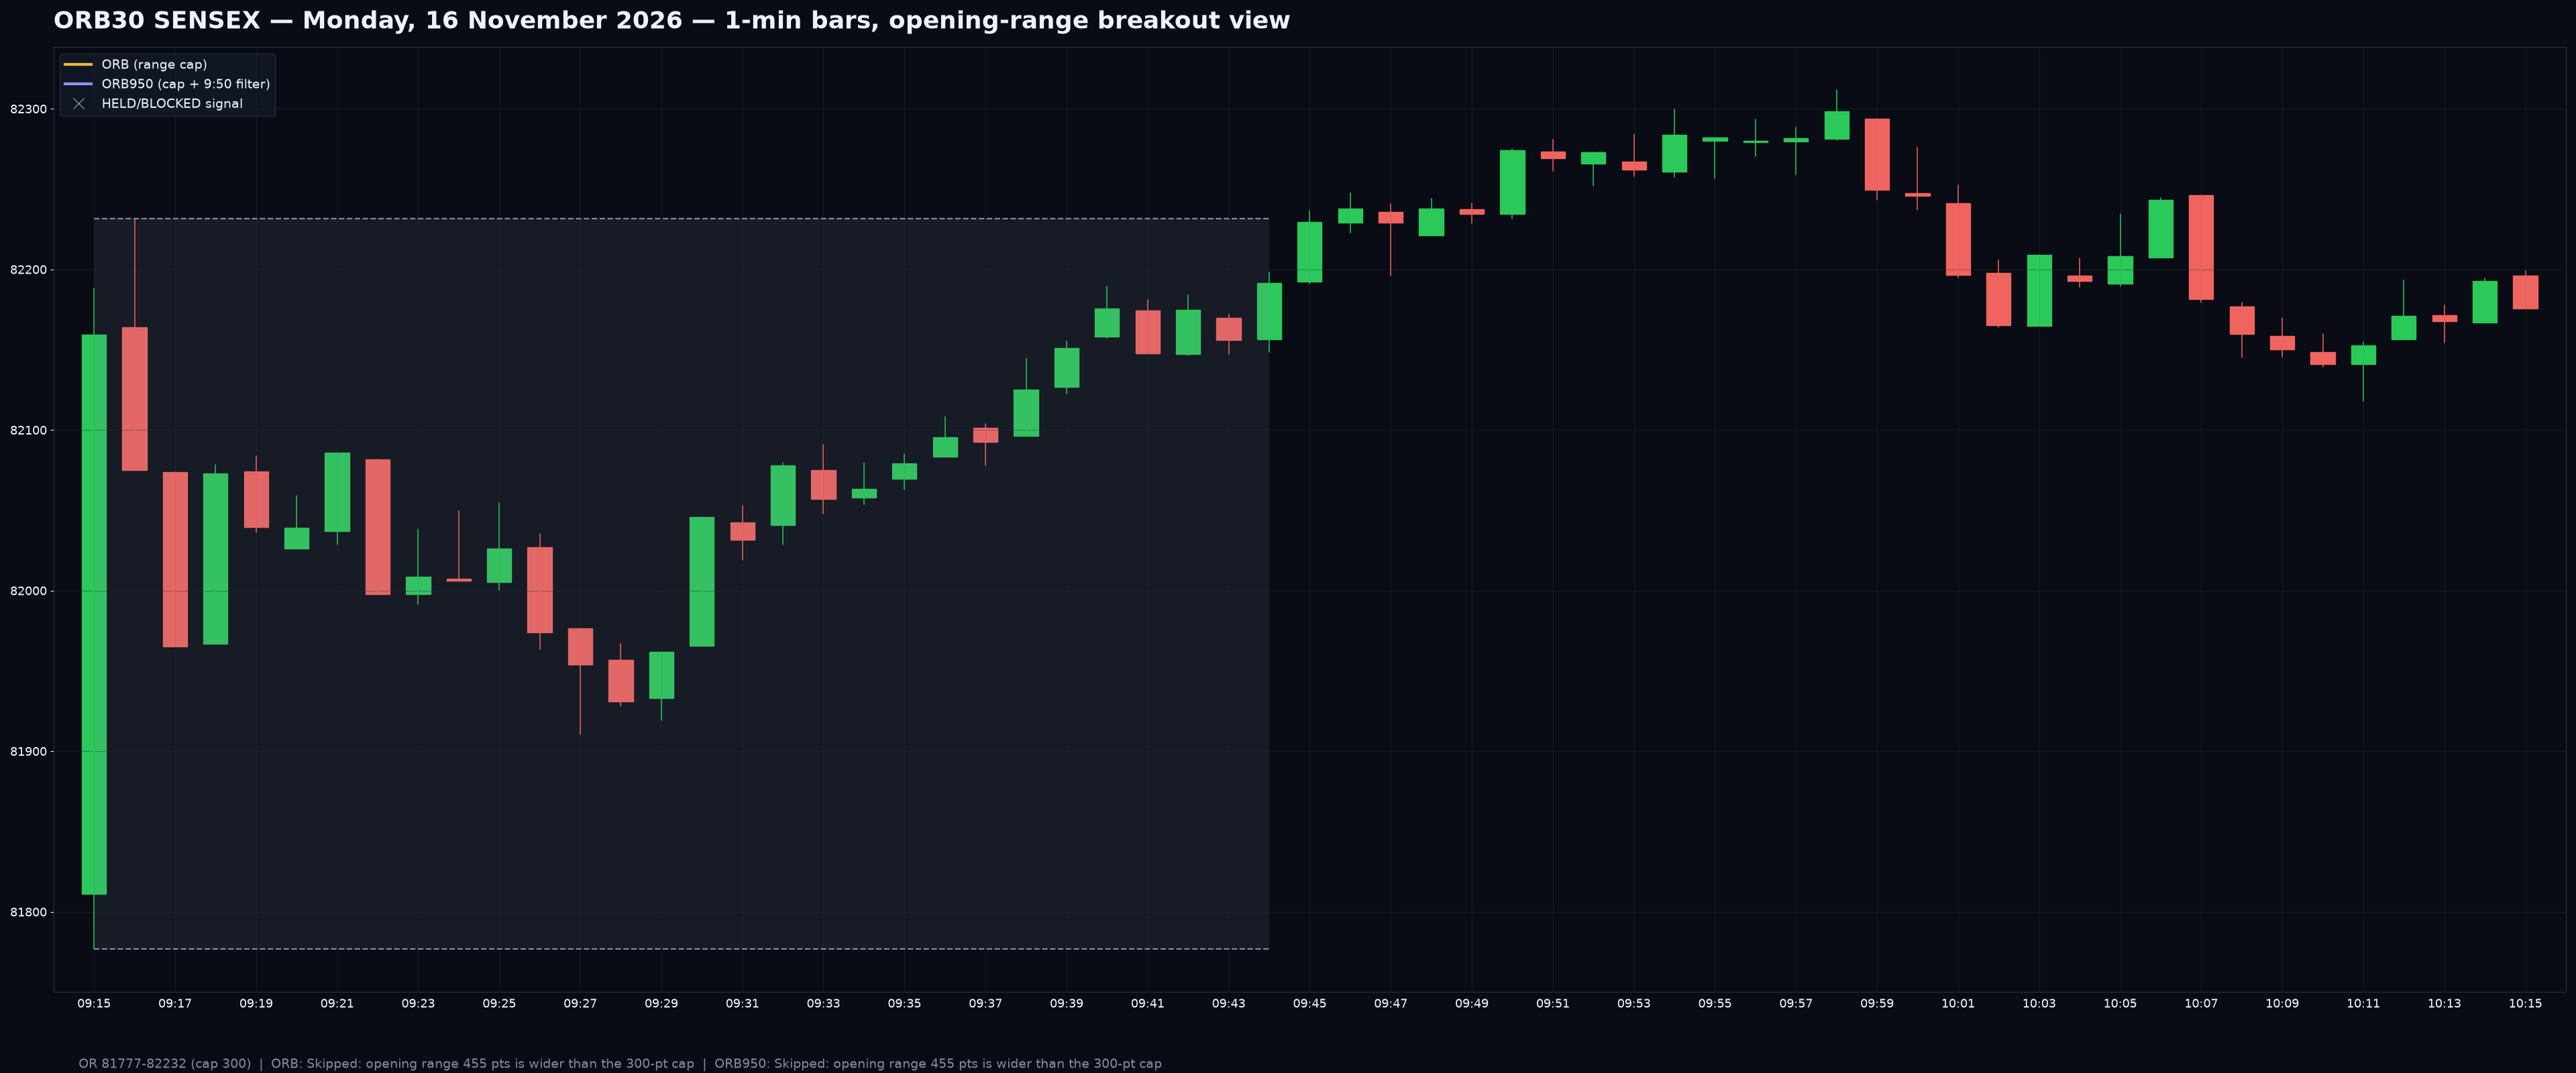 ORB30 SENSEX — Monday, 16 November 2026 — 1-min bars, opening-range breakout view
ORB (range cap)
ORB950 (cap + 9:50 filter)
HELD/BLOCKED signal
82300
82200
82100
82000
81900
81800
09:15 09:17 09:19 09:21 09:23 09:25 09:27 09:29 09:31 09:33 09:35 09:37 09:39 09:41 09:43 09:45 09:47 09:49 09:51 09:53 09:55 09:57 09:59 10:01 10:03 10:05 10:07 10:09 10:11 10:13 10:15
OR 81777-82232 (cap 300) | ORB: Skipped: opening range 455 pts is wider than the 300-pt cap | ORB950: Skipped: opening range 455 pts is wider than the 300-pt cap